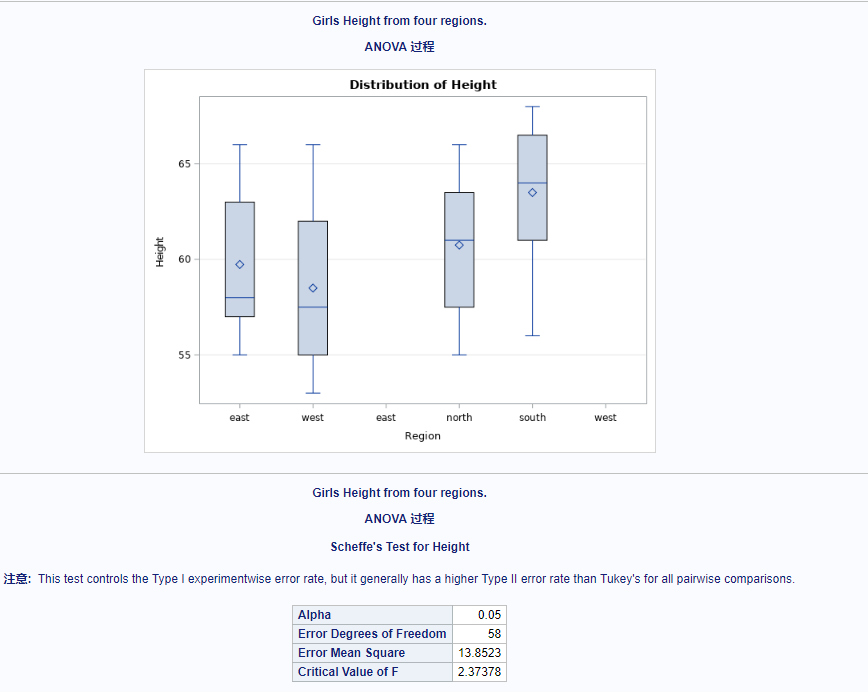 Girls Height from four regions.
ANOVA 过程
Distribution of Height
65
60
55
Height
east west east north south west
Region
Girls Height from four regions.
ANOVA 过程
Scheffe's Test for Height
注意: This test controls the Type I experimentwise error rate, but it generally has a higher Type II error rate than Tukey's for all pairwise comparisons.
Alpha 0.05
Error Degrees of Freedom 58
Error Mean Square 13.8523
Critical Value of F 2.37378